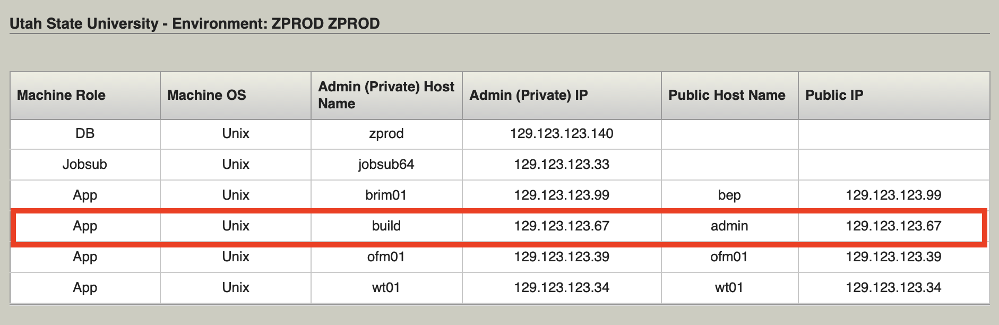 Utah State University - Environment: ZPROD ZPROD
Machine Role Machine OS Admin (Private) Host Name Admin (Private) IP Public Host Name Public IP
DB Unix zprod 129.123.123.140
Jobsub Unix jobsub64 129.123.123.33
App Unix brim01 129.123.123.99 bep 129.123.123.99
App Unix build 129.123.123.67 admin 129.123.123.67
App Unix ofm01 129.123.123.39 ofm01 129.123.123.39
App Unix wt01 129.123.123.34 wt01 129.123.123.34